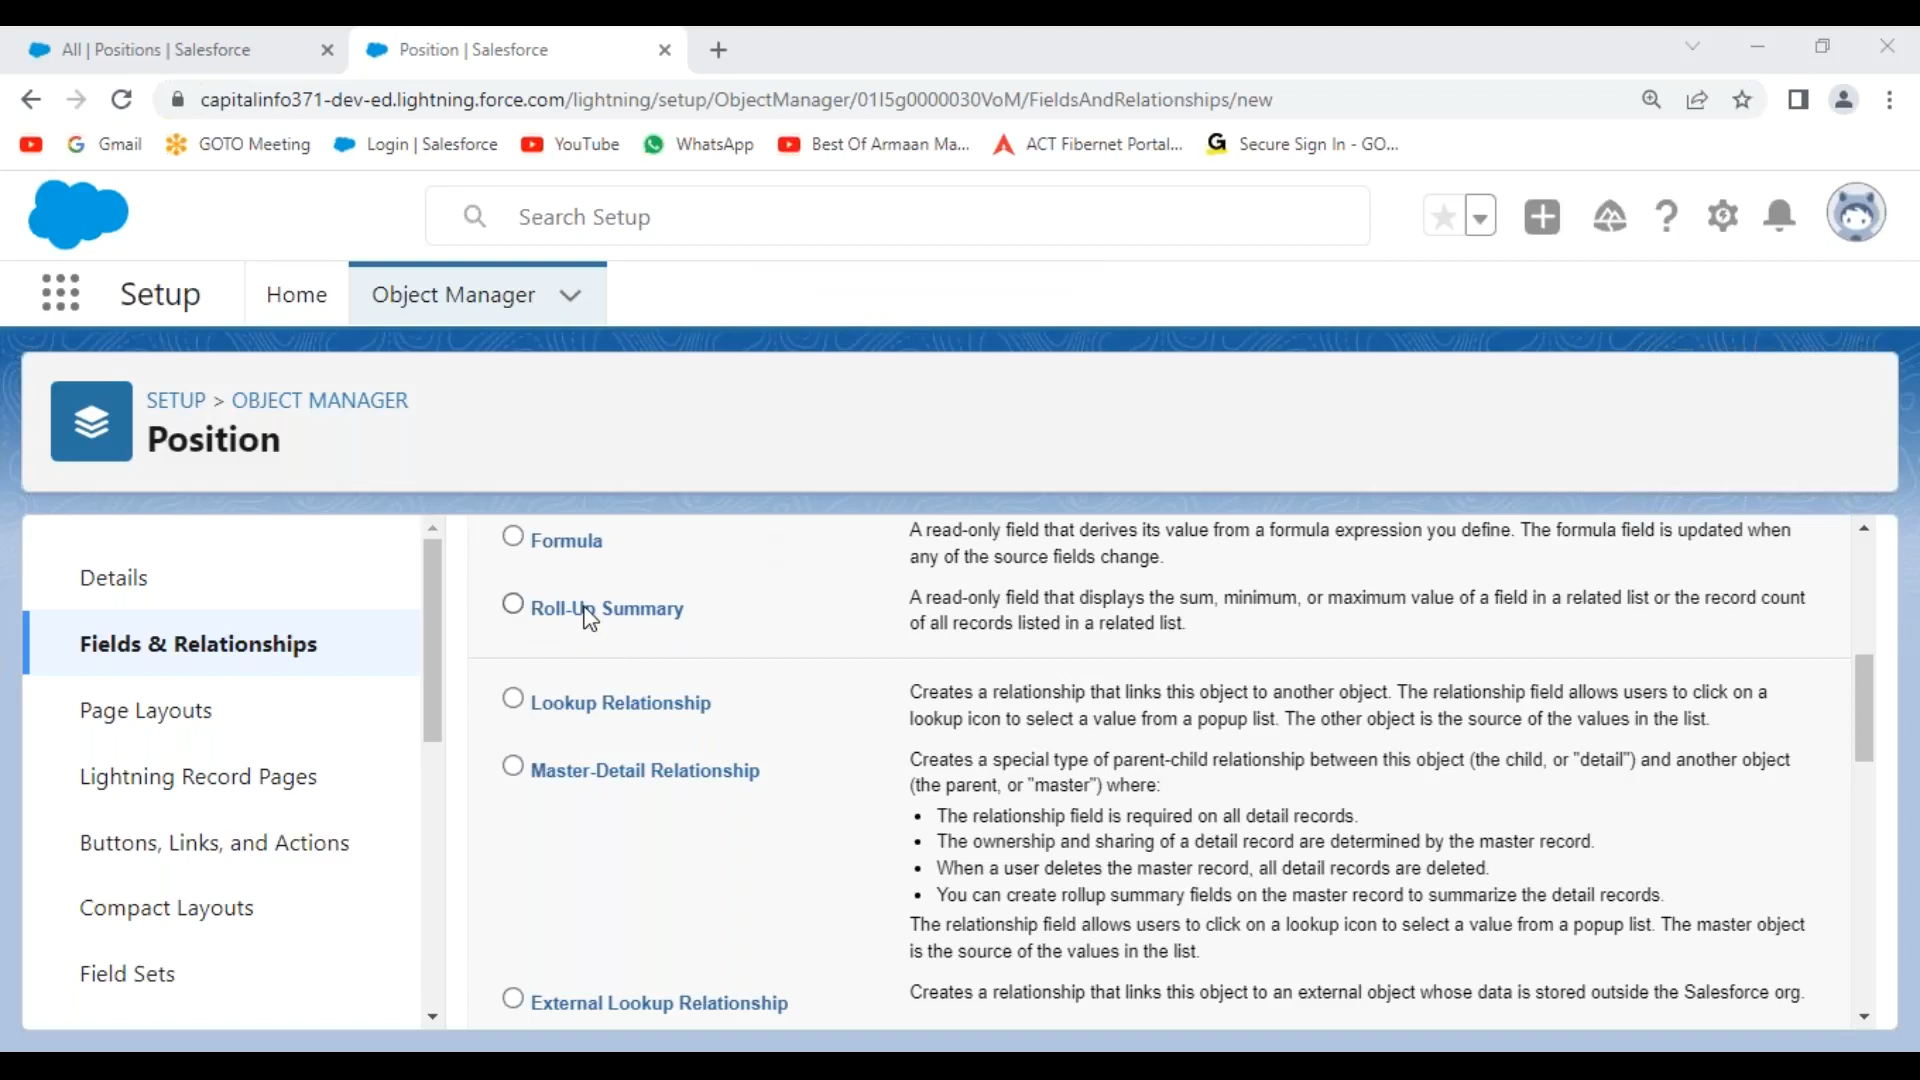 All | Positions | Salesforce
Position | Salesforce
capitalinfo371-dev-ed.lightning.force.com/lightning/setup/ObjectManager/01I5g0000030VoM/FieldsAndRelationships/new
Gmail
GOTO Meeting
Login | Salesforce
YouTube
WhatsApp
Best Of Armaan Ma...
ACT Fibernet Portal...
Secure Sign In - GO...
Search Setup
Setup
Home
Object Manager
SETUP > OBJECT MANAGER
Position
Details
Fields & Relationships
Page Layouts
Lightning Record Pages
Buttons, Links, and Actions
Compact Layouts
Field Sets
Formula
A read-only field that derives its value from a formula expression you define. The formula field is updated when
any of the source fields change.
Roll-Up Summary
A read-only field that displays the sum, minimum, or maximum value of a field in a related list or the record count
of all records listed in a related list.
Lookup Relationship
Creates a relationship that links this object to another object. The relationship field allows users to click on a
lookup icon to select a value from a popup list. The other object is the source of the values in the list.
Master-Detail Relationship
Creates a special type of parent-child relationship between this object (the child, or "detail") and another object
(the parent, or "master") where:
• The relationship field is required on all detail records.
• The ownership and sharing of a detail record are determined by the master record.
• When a user deletes the master record, all detail records are deleted.
• You can create rollup summary fields on the master record to summarize the detail records.
The relationship field allows users to click on a lookup icon to select a value from a popup list. The master object
is the source of the values in the list.
External Lookup Relationship
Creates a relationship that links this object to an external object whose data is stored outside the Salesforce org.